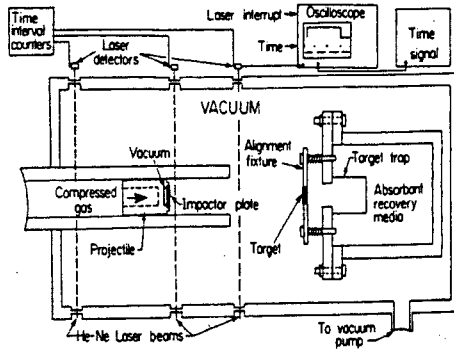 Time
interval
counters
Laser
detectors
Laser interrupt
Oscilloscope
Time
Time
signal
VACUUM
Vacuum
Alignment
fixture
Target trap
Compressed
gas
Impactor plate
Absorbant
recovery
media
Projectile
Target
He-Ne Laser beams
To vacuum
pump